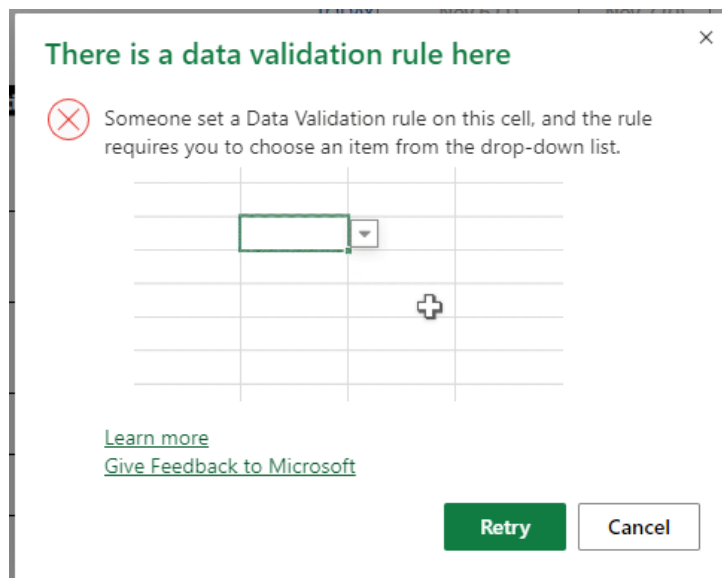 There is a data validation rule here
Someone set a Data Validation rule on this cell, and the rule
requires you to choose an item from the drop-down list.
Learn more
Give Feedback to Microsoft
Retry
Cancel